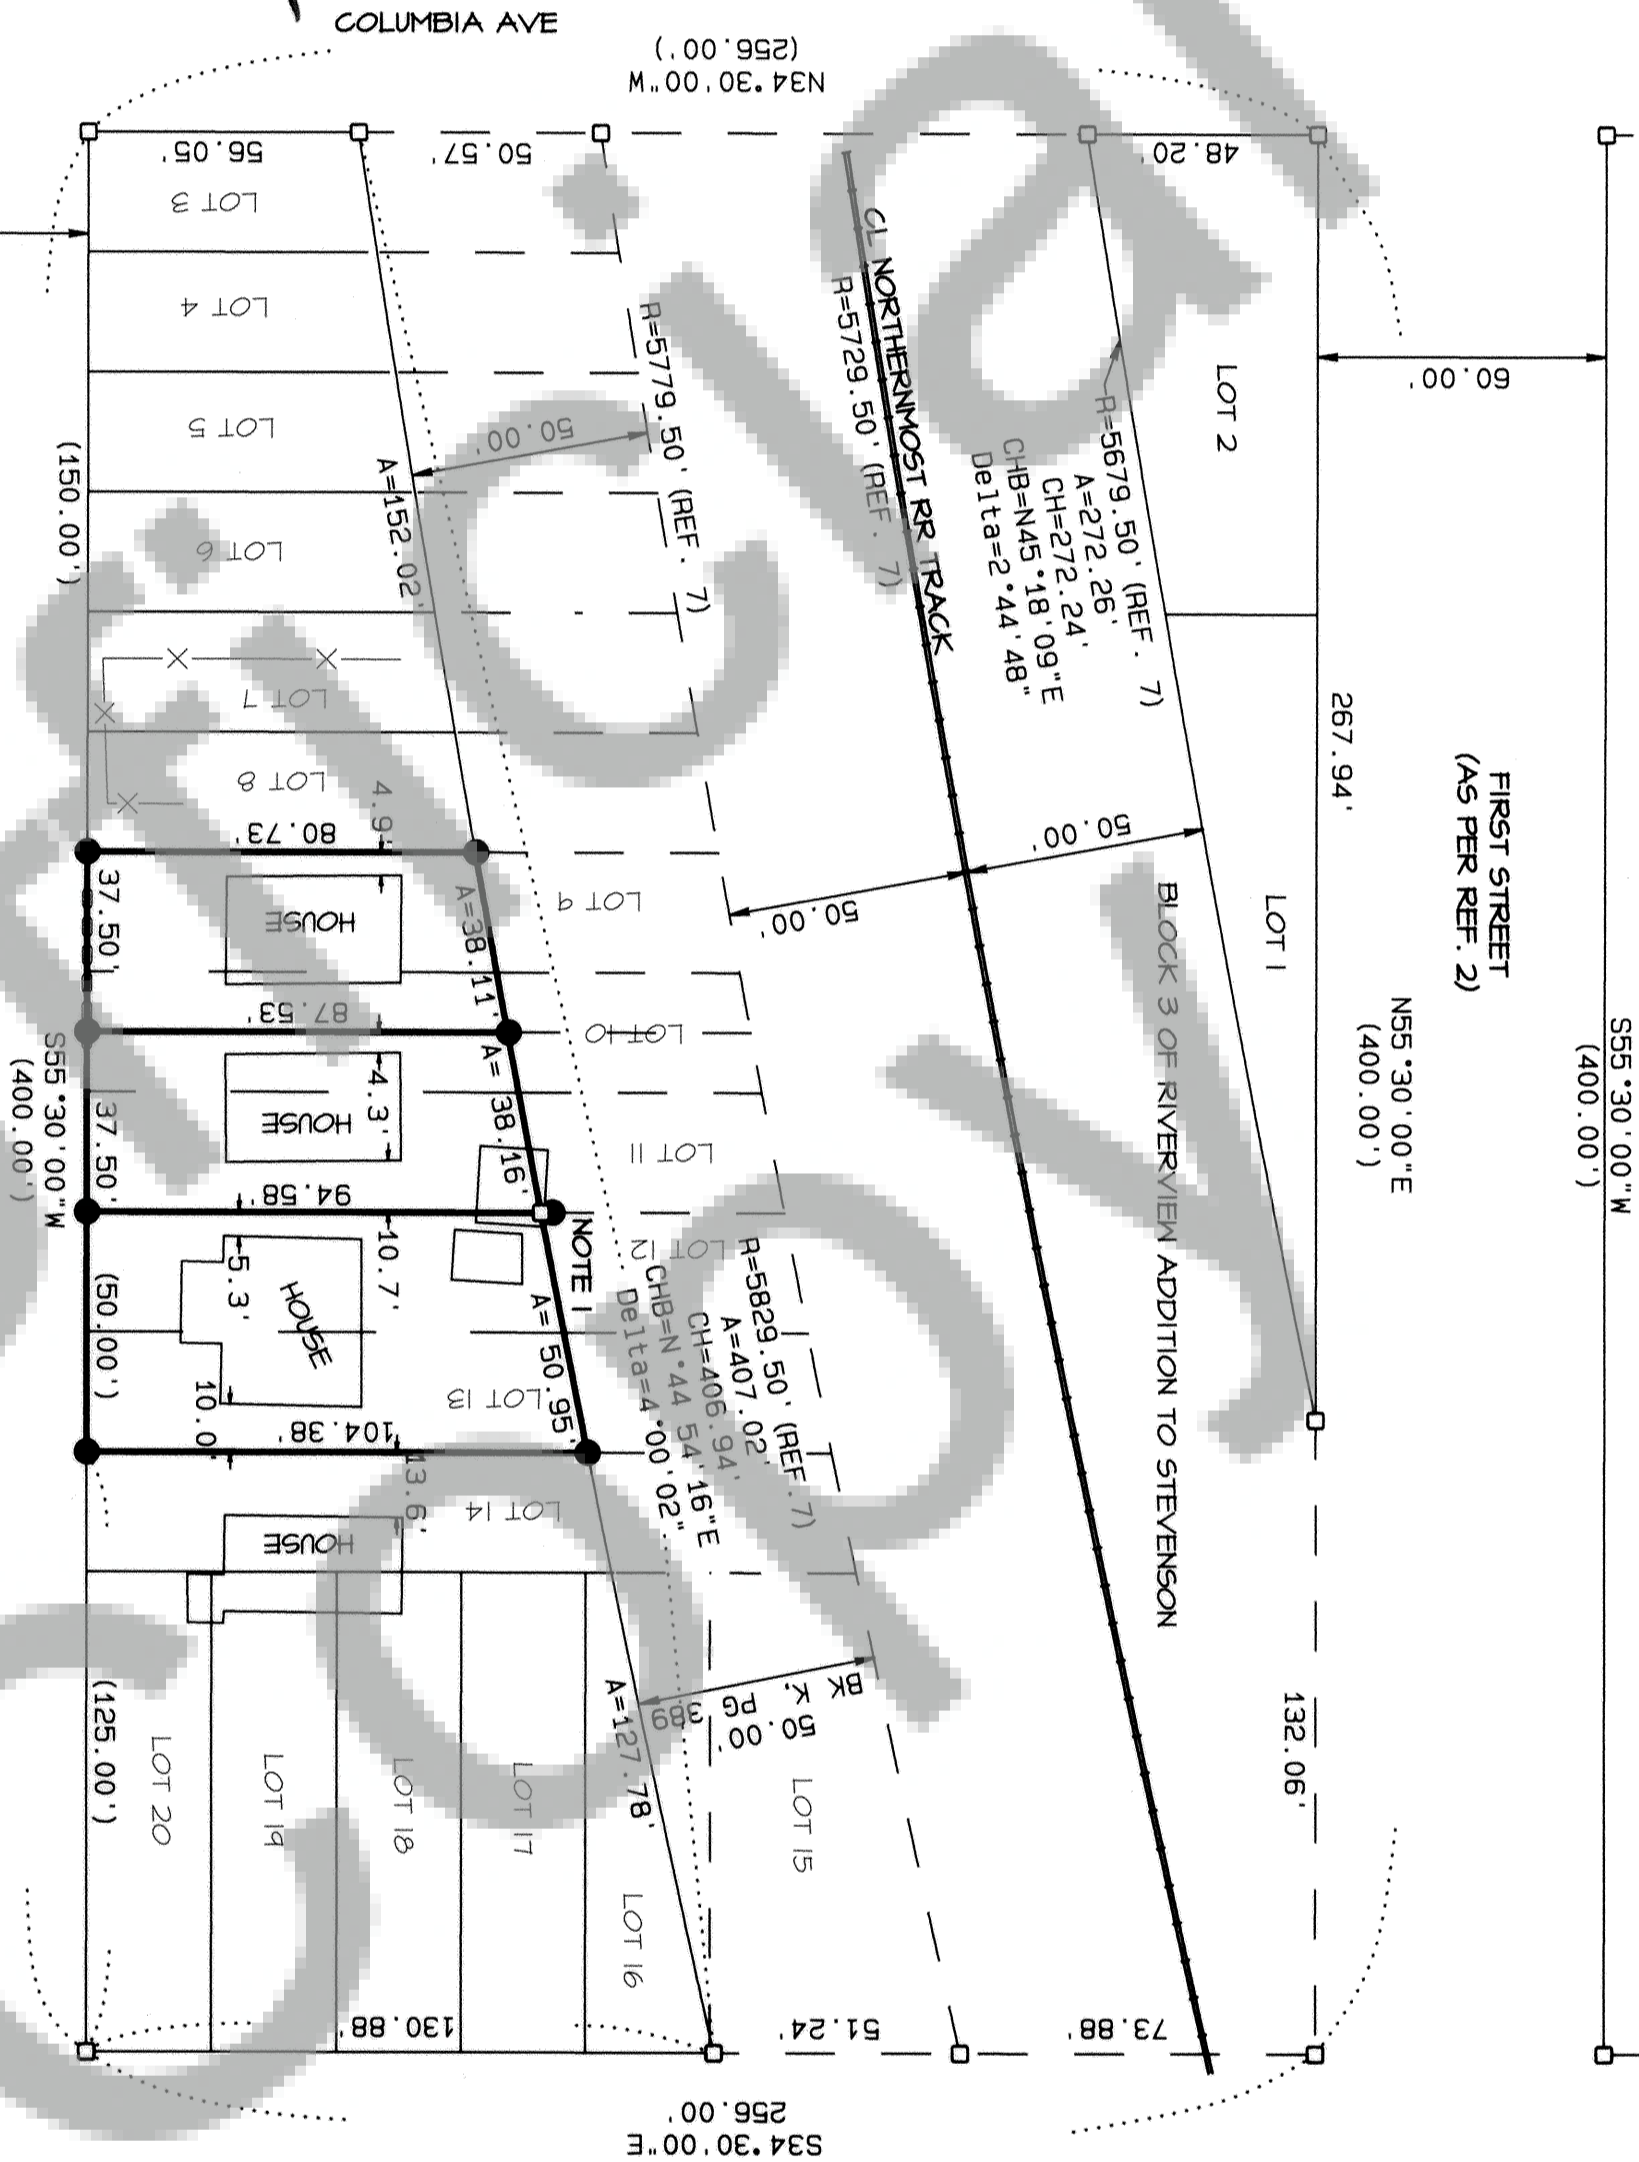 COLUMBIA AVE
N34°30'00"W
(256.00')
56.05'
50.57'
48.20'
LOT 3
LOT 4
LOT 5
LOT 6
LOT 7
LOT 8
LOT 9
LOT 10
LOT 11
LOT 12
LOT 13
LOT 14
LOT 15
LOT 16
LOT 17
LOT 18
LOT 19
LOT 20
LOT 2
LOT 1
60.00'
CL NORTHERNMOST RR TRACK
R=5729.50' (REF. 7)
R=5779.50' (REF. 7)
50.00'
A=152.02'
(150.00')
R=5679.50' (REF. 7)
A=272.26'
CH=272.24'
CHB=N45°18'09"E
Delta=2°44'48"
267.94'
FIRST STREET
(AS PER REF. 2)
N55°30'00"E
(400.00')
S55°30'00"W
(400.00')
BLOCK 3 OF RIVERVIEW ADDITION TO STEVENSON
50.00'
50.00'
4.9'
80.73'
37.50'
HOUSE
A=38.11'
87.53'
4.3'
HOUSE
A= 38.16'
37.50'
S55°30'00"W
(400.00')
94.58'
NOTE 1
10.7'
5.3'
HOUSE
(50.00')
A= 50.95'
10.0'
104.38'
13.6'
HOUSE
R=5829.50' (REF. 7)
A=407.02'
CH=406.94'
CHB=N°44 54'16"E
Delta=4°00'02"
BK K. PG 389
50.00'
A=127.78'
(125.00')
132.06'
130.88'
51.24'
73.88'
256.00'
S34°30'00"E
Unofficial Copy